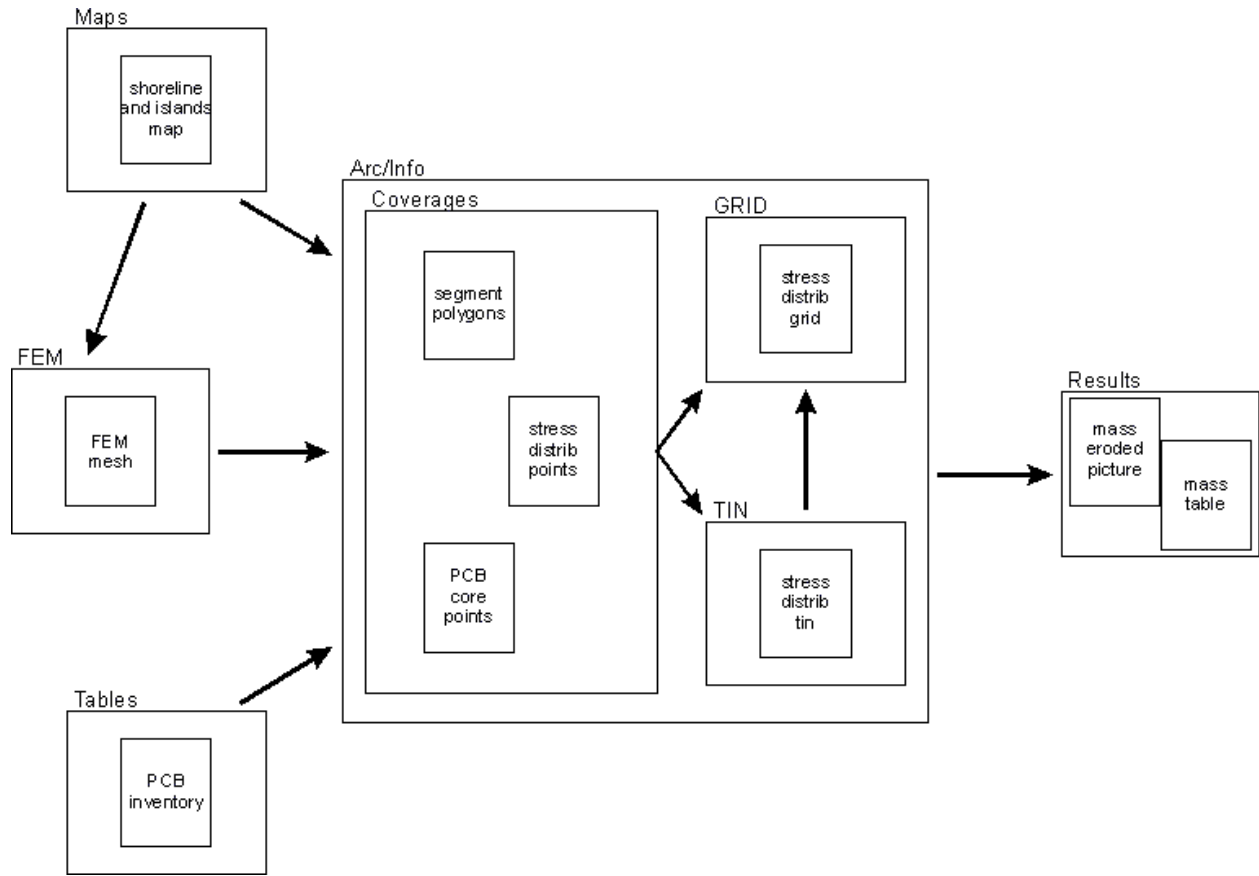 Maps
shoreline
and islands
map
Arc/Info
Coverages
GRID
segment
polygons
stress
distrib
grid
FEM
FEM
mesh
stress
distrib
points
Results
mass
eroded
picture
mass
table
TIN
PCB
core
points
stress
distrib
tin
Tables
PCB
inventory